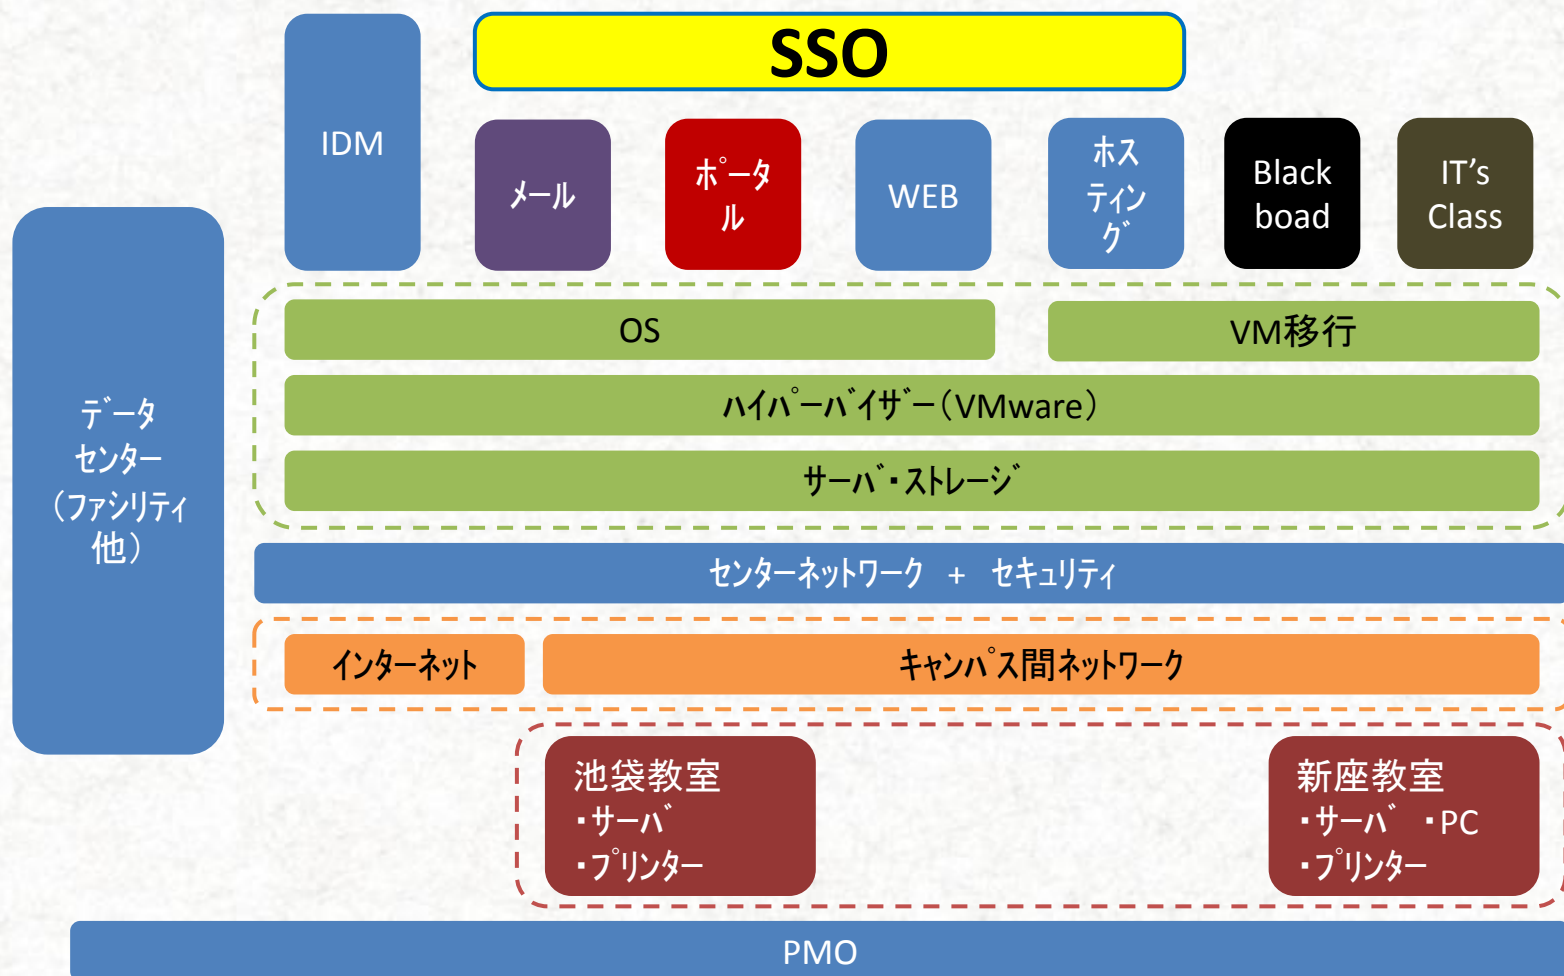 SSO
IDM
メール
ポータ
ル
WEB
ホス
ティン
グ
Black
boad
IT’s
Class
データ
センター
（ファシリティ
他）
OS
VM移行
ハイパーバイザー（VMware）
サーバ・ストレージ
センターネットワーク + セキュリティ
インターネット
キャンパス間ネットワーク
池袋教室
・サーバ
・プリンター
新座教室
・サーバ ・PC
・プリンター
PMO